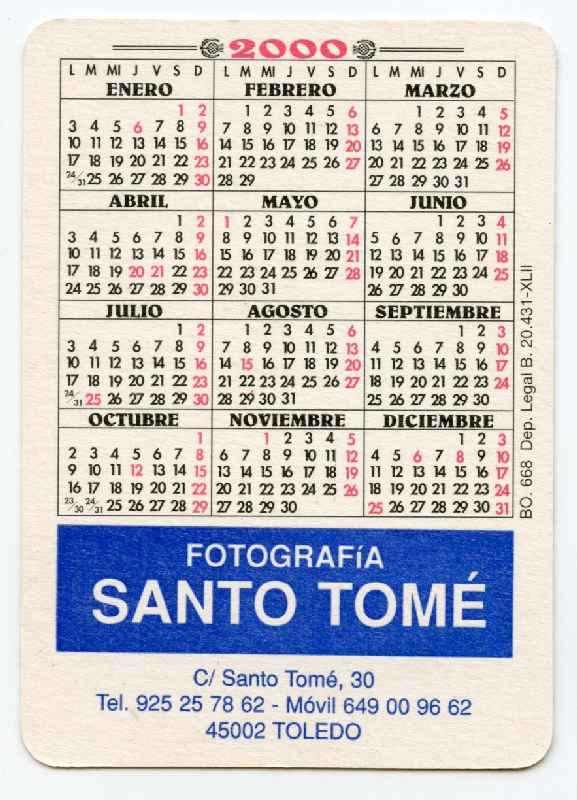 2000
L M MI J V S D L M MI J V S D L M MI J V S D
ENERO FEBRERO MARZO
1 2 1 2 3 4 5 6 1 2 3 4 5
3 4 5 6 7 8 9 7 8 9 10 11 12 13 6 7 8 9 10 11 12
10 11 12 13 14 15 16 14 15 16 17 18 19 20 13 14 15 16 17 18 19
17 18 19 20 21 22 23 21 22 23 24 25 26 27 20 21 22 23 24 25 26
24/31 25 26 27 28 29 30 28 29 27 28 29 30 31
ABRIL MAYO JUNIO
1 2 1 2 3 4 5 6 7 1 2 3 4
3 4 5 6 7 8 9 8 9 10 11 12 13 14 5 6 7 8 9 10 11
10 11 12 13 14 15 16 15 16 17 18 19 20 21 12 13 14 15 16 17 18
17 18 19 20 21 22 23 22 23 24 25 26 27 28 19 20 21 22 23 24 25
24 25 26 27 28 29 30 29 30 31 26 27 28 29 30
JULIO AGOSTO SEPTIEMBRE
1 2 1 2 3 4 5 6 1 2 3
3 4 5 6 7 8 9 7 8 9 10 11 12 13 4 5 6 7 8 9 10
10 11 12 13 14 15 16 14 15 16 17 18 19 20 11 12 13 14 15 16 17
17 18 19 20 21 22 23 21 22 23 24 25 26 27 18 19 20 21 22 23 24
24/31 25 26 27 28 29 30 28 29 30 31 25 26 27 28 29 30
OCTUBRE NOVIEMBRE DICIEMBRE
1 1 2 3 4 5 1 2 3
2 3 4 5 6 7 8 6 7 8 9 10 11 12 4 5 6 7 8 9 10
9 10 11 12 13 14 15 13 14 15 16 17 18 19 11 12 13 14 15 16 17
16 17 18 19 20 21 22 20 21 22 23 24 25 26 18 19 20 21 22 23 24
23/30 24/31 25 26 27 28 29 27 28 29 30 25 26 27 28 29 30 31
BO. 668 Dep. Legal B. 20.431-XLII
FOTOGRAFíA
SANTO TOMÉ
C/ Santo Tomé, 30
Tel. 925 25 78 62 - Móvil 649 00 96 62
45002 TOLEDO